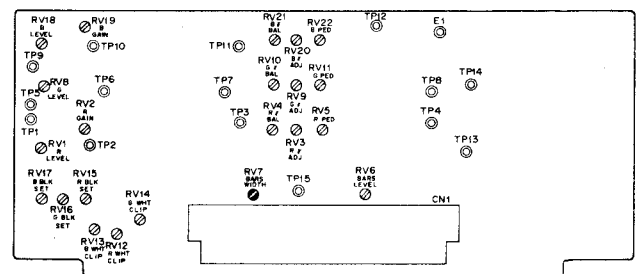 RV18
B
LEVEL
RV19
B
GAIN
TP10
TP9
RV8
G
LEVEL
TP6
TP5
RV2
R
GAIN
TP1
RV1
R
LEVEL
TP2
RV17
B BLK
SET
RV15
R BLK
SET
RV16
G BLK
SET
RV14
G WHT
CLIP
RV13
B WHT
CLIP
RV12
R WHT
CLIP
RV21
BAL
RV22
B PED
TP12
E1
TP11
RV20
ADJ
RV10
BAL
RV11
G PED
TP7
RV9
ADJ
TP8
TP14
TP3
RV4
BAL
RV5
R PED
TP4
RV3
ADJ
TP13
RV7
BARS
WIDTH
TP15
RV6
BARS
LEVEL
CN1